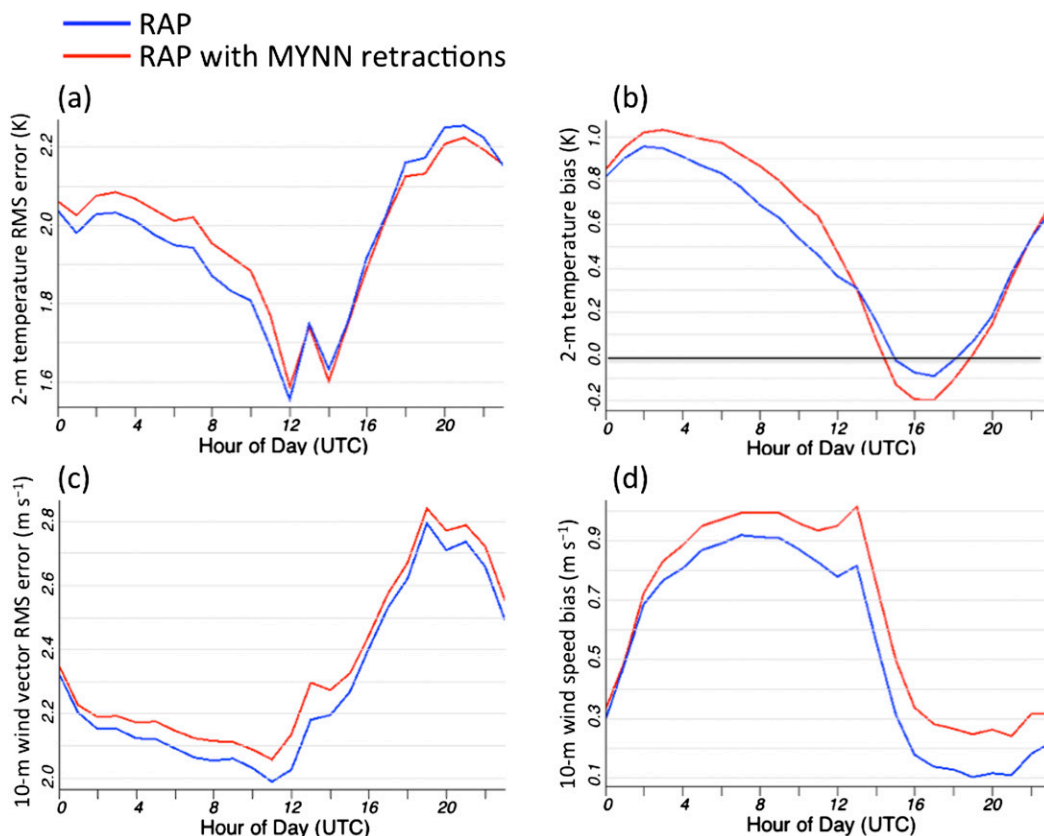 RAP
RAP with MYNN retractions
(a)
2-m temperature RMS error (K)
2.2
2.0
1.8
1.6
0 4 8 12 16 20
Hour of Day (UTC)
(b)
2-m temperature bias (K)
1.0
0.8
0.6
0.4
0.2
0.0
-0.2
0 4 8 12 16 20
Hour of Day (UTC)
(c)
10-m wind vector RMS error (m s⁻¹)
2.8
2.6
2.4
2.2
2.0
0 4 8 12 16 20
Hour of Day (UTC)
(d)
10-m wind speed bias (m s⁻¹)
0.9
0.7
0.5
0.3
0.1
0 4 8 12 16 20
Hour of Day (UTC)